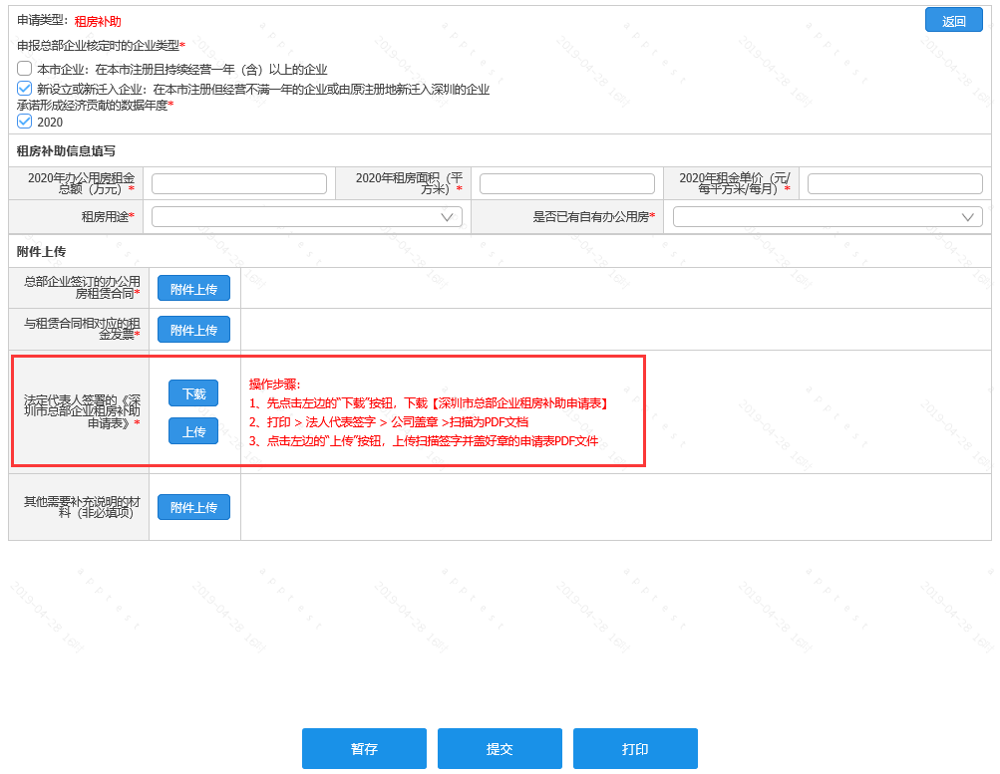 申请类型：租房补助
返回
申报总部企业核定时的企业类型*
本市企业：在本市注册且持续经营一年（含）以上的企业
新设立或新迁入企业：在本市注册但经营不满一年的企业或由原注册地新迁入深圳的企业
承诺形成经济贡献的数据年度*
2020
租房补助信息填写
2020年办公用房租金
总额（万元）*
2020年租房面积（平
方米）*
2020年租金单价（元/
每平方米/每月）*
租房用途*
是否已有自有办公用房*
附件上传
总部企业签订的办公用
房租赁合同*
附件上传
与租赁合同相对应的租
金发票*
附件上传
法定代表人签署的《深
圳市总部企业租房补助
申请表》*
下载
上传
操作步骤：
1、先点击左边的“下载”按钮，下载【深圳市总部企业租房补助申请表】
2、打印 > 法人代表签字 > 公司盖章 >扫描为PDF文档
3、点击左边的“上传”按钮，上传扫描签字并盖好章的申请表PDF文件
其他需要补充说明的材
料（非必填项）
附件上传
apptest
2019-04-28 16时
暂存
提交
打印